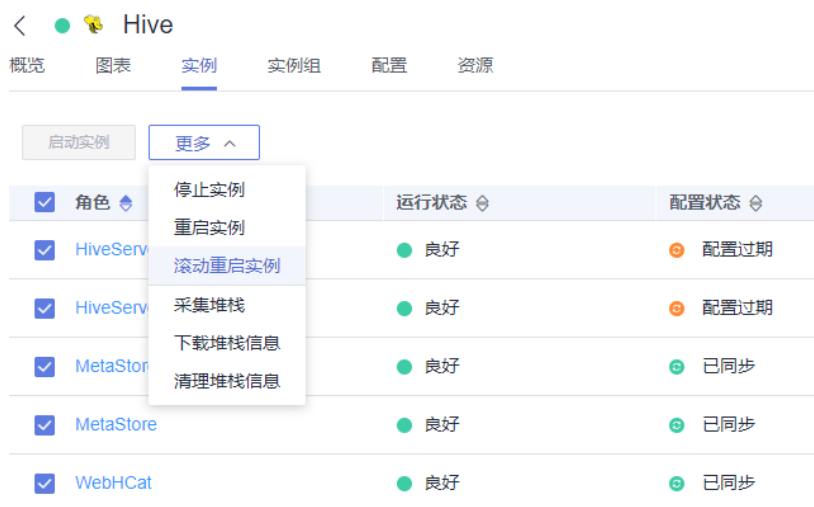 Hive
概览 图表 实例 实例组 配置 资源
启动实例 更多
停止实例
重启实例
滚动重启实例
采集堆栈
下载堆栈信息
清理堆栈信息
角色 运行状态 配置状态
HiveServ 良好 配置过期
HiveServ 良好 配置过期
MetaStor 良好 已同步
MetaStore 良好 已同步
WebHCat 良好 已同步